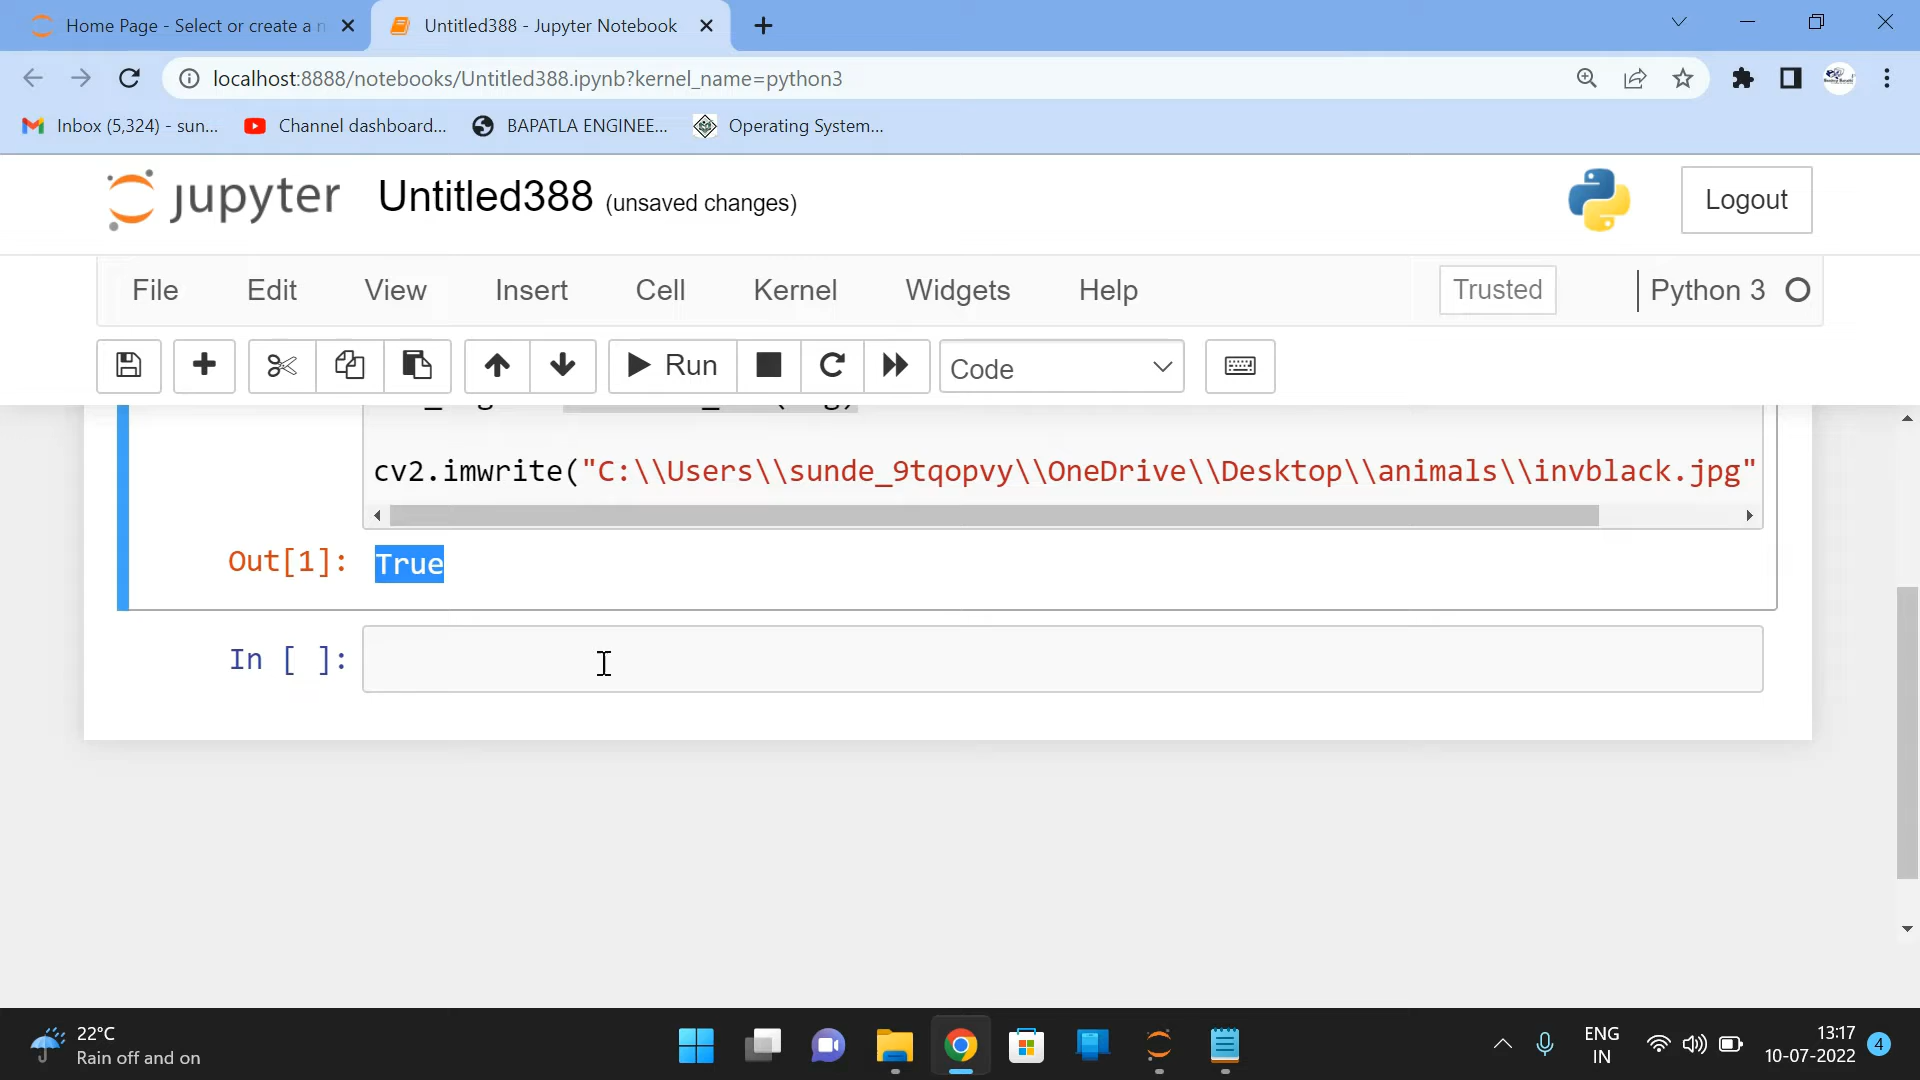 Home Page - Select or create a n
Untitled388 - Jupyter Notebook
localhost:8888/notebooks/Untitled388.ipynb?kernel_name=python3
Inbox (5,324) - sun...
Channel dashboard...
BAPATLA ENGINEE...
Operating System...
jupyter
Untitled388 (unsaved changes)
Logout
File Edit View Insert Cell Kernel Widgets Help
Trusted
Python 3
Run
Code
cv2.imwrite("C:\\Users\\sunde_9tqopvy\\OneDrive\\Desktop\\animals\\invblack.jpg"
Out[1]: True
In [ ]:
22°C
Rain off and on
ENG
IN
13:17
10-07-2022
4